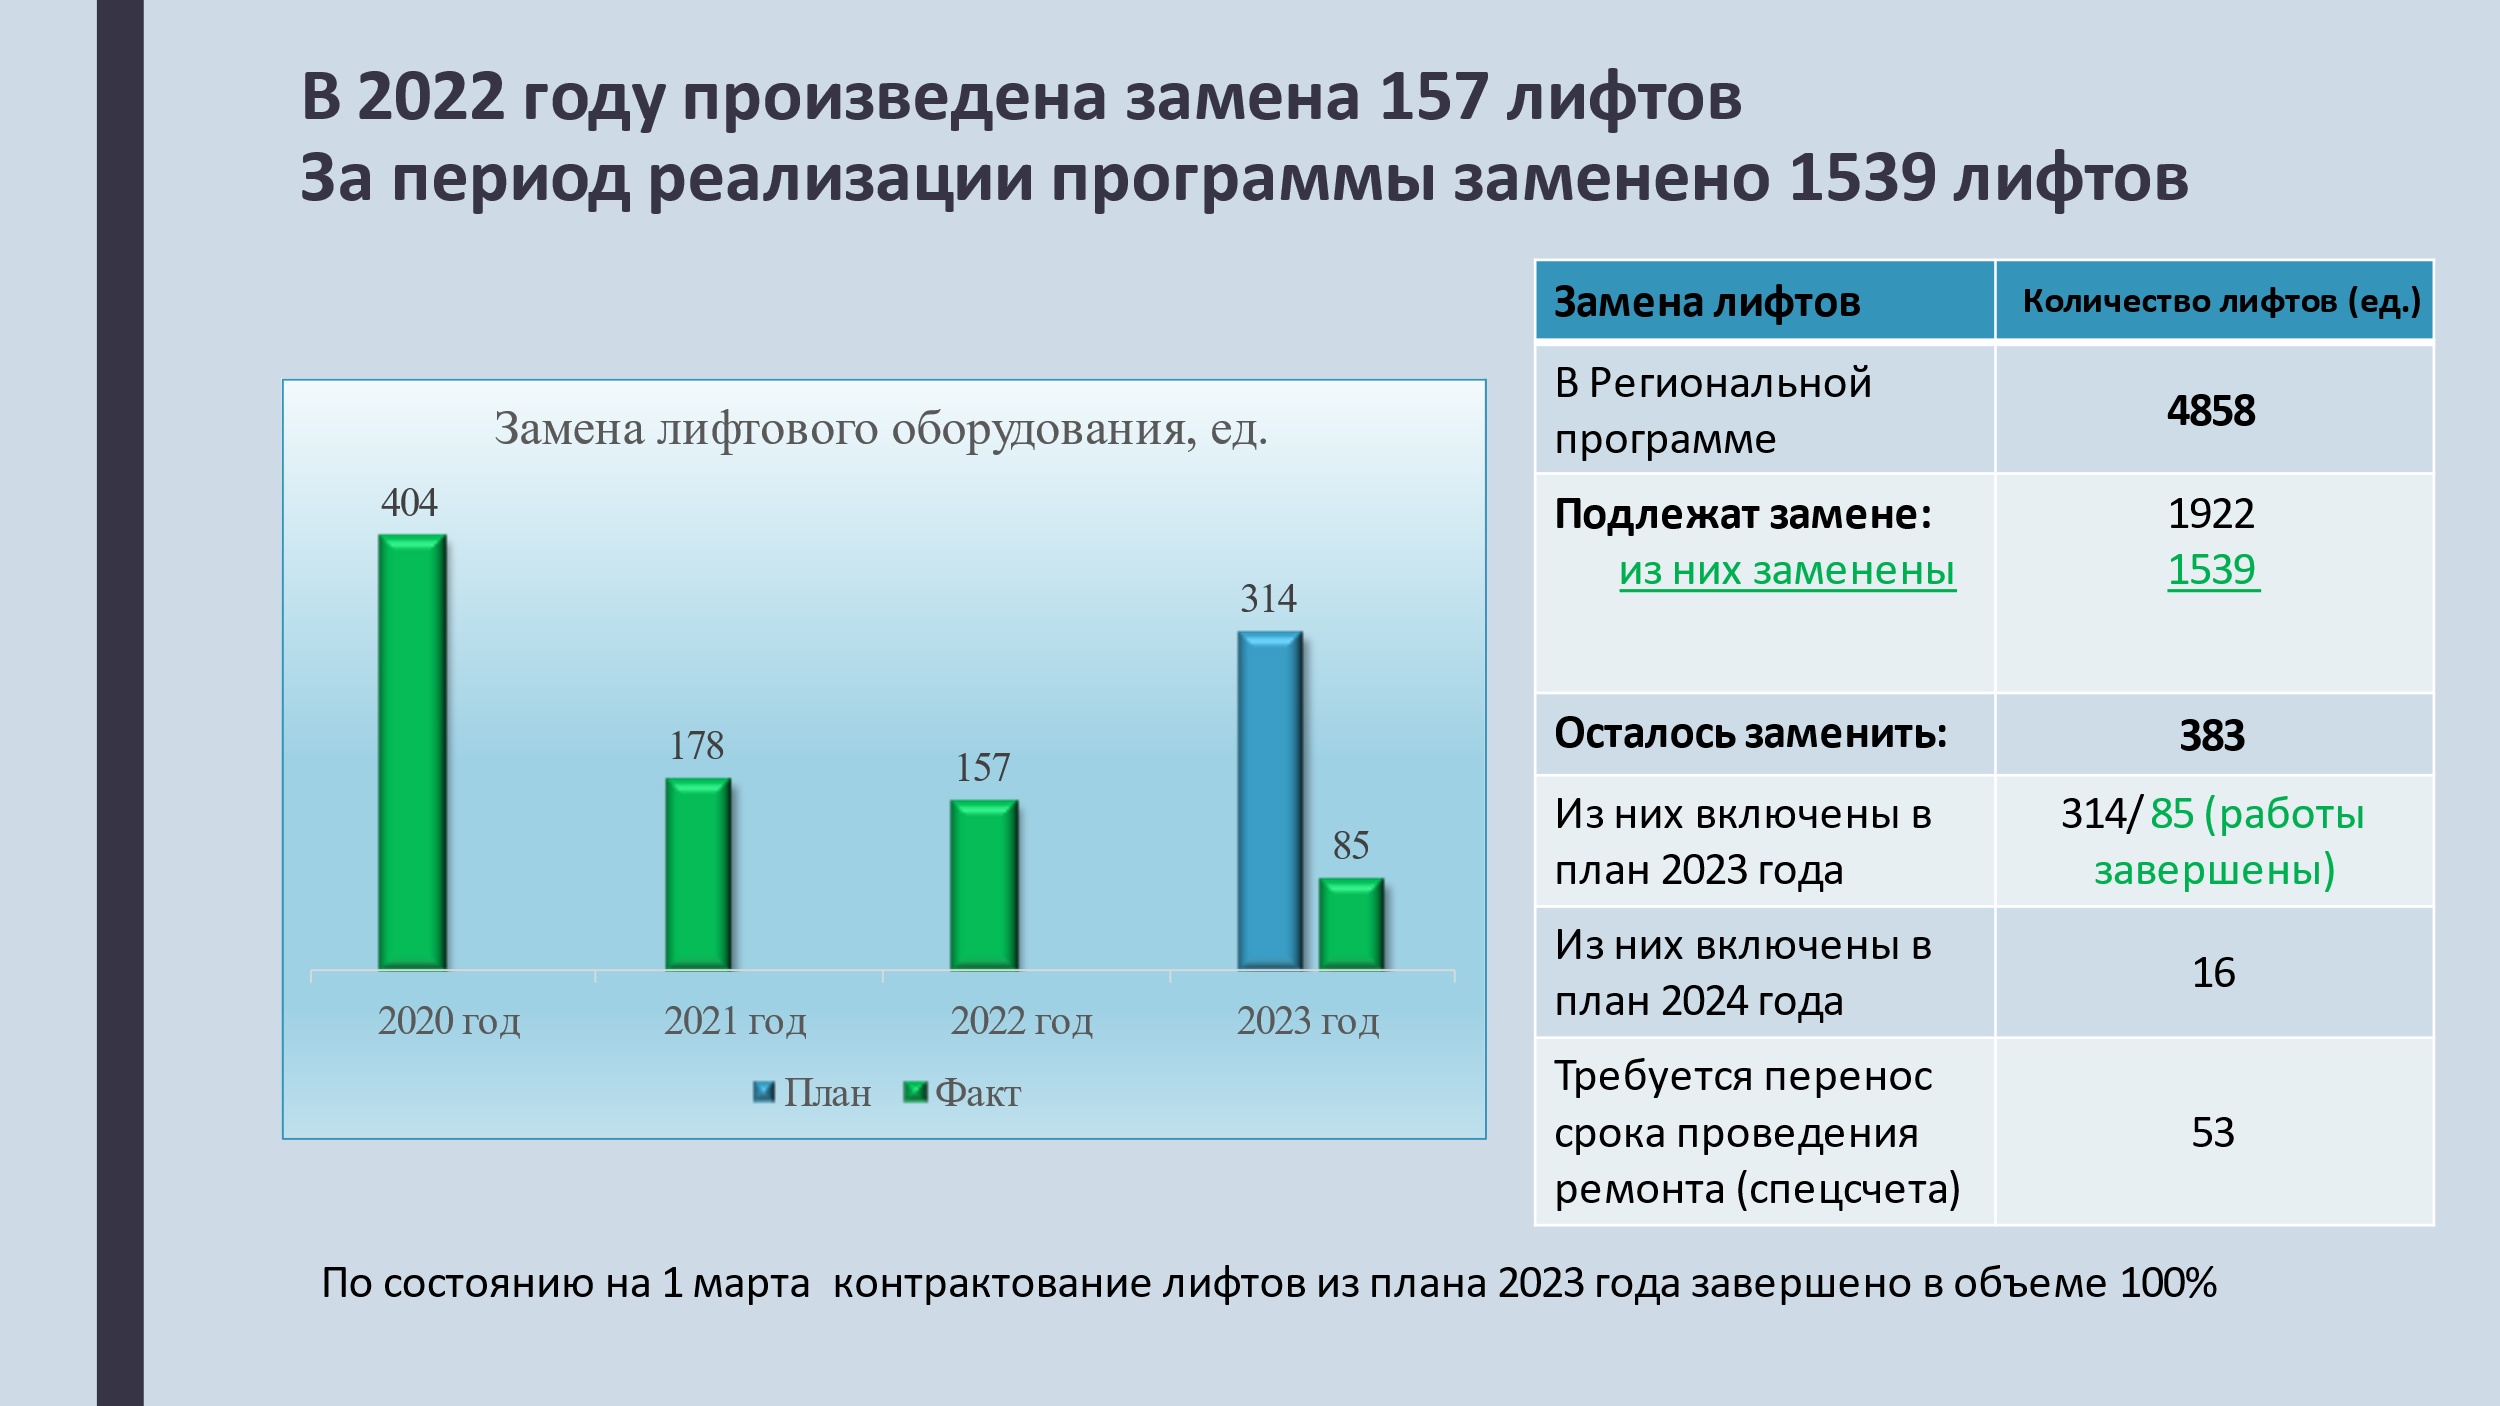 В 2022 году произведена замена 157 лифтов
За период реализации программы заменено 1539 лифтов
Замена лифтового оборудования, ед.
404
178
157
314
85
2020 год
2021 год
2022 год
2023 год
План
Факт
Замена лифтов
Количество лифтов (ед.)
В Региональной
программе
4858
Подлежат замене:
1922
из них заменены
1539
Осталось заменить:
383
Из них включены в
план 2023 года
314/ 85 (работы
завершены)
Из них включены в
план 2024 года
16
Требуется перенос
срока проведения
ремонта (спецсчета)
53
По состоянию на 1 марта  контрактование лифтов из плана 2023 года завершено в объеме 100%